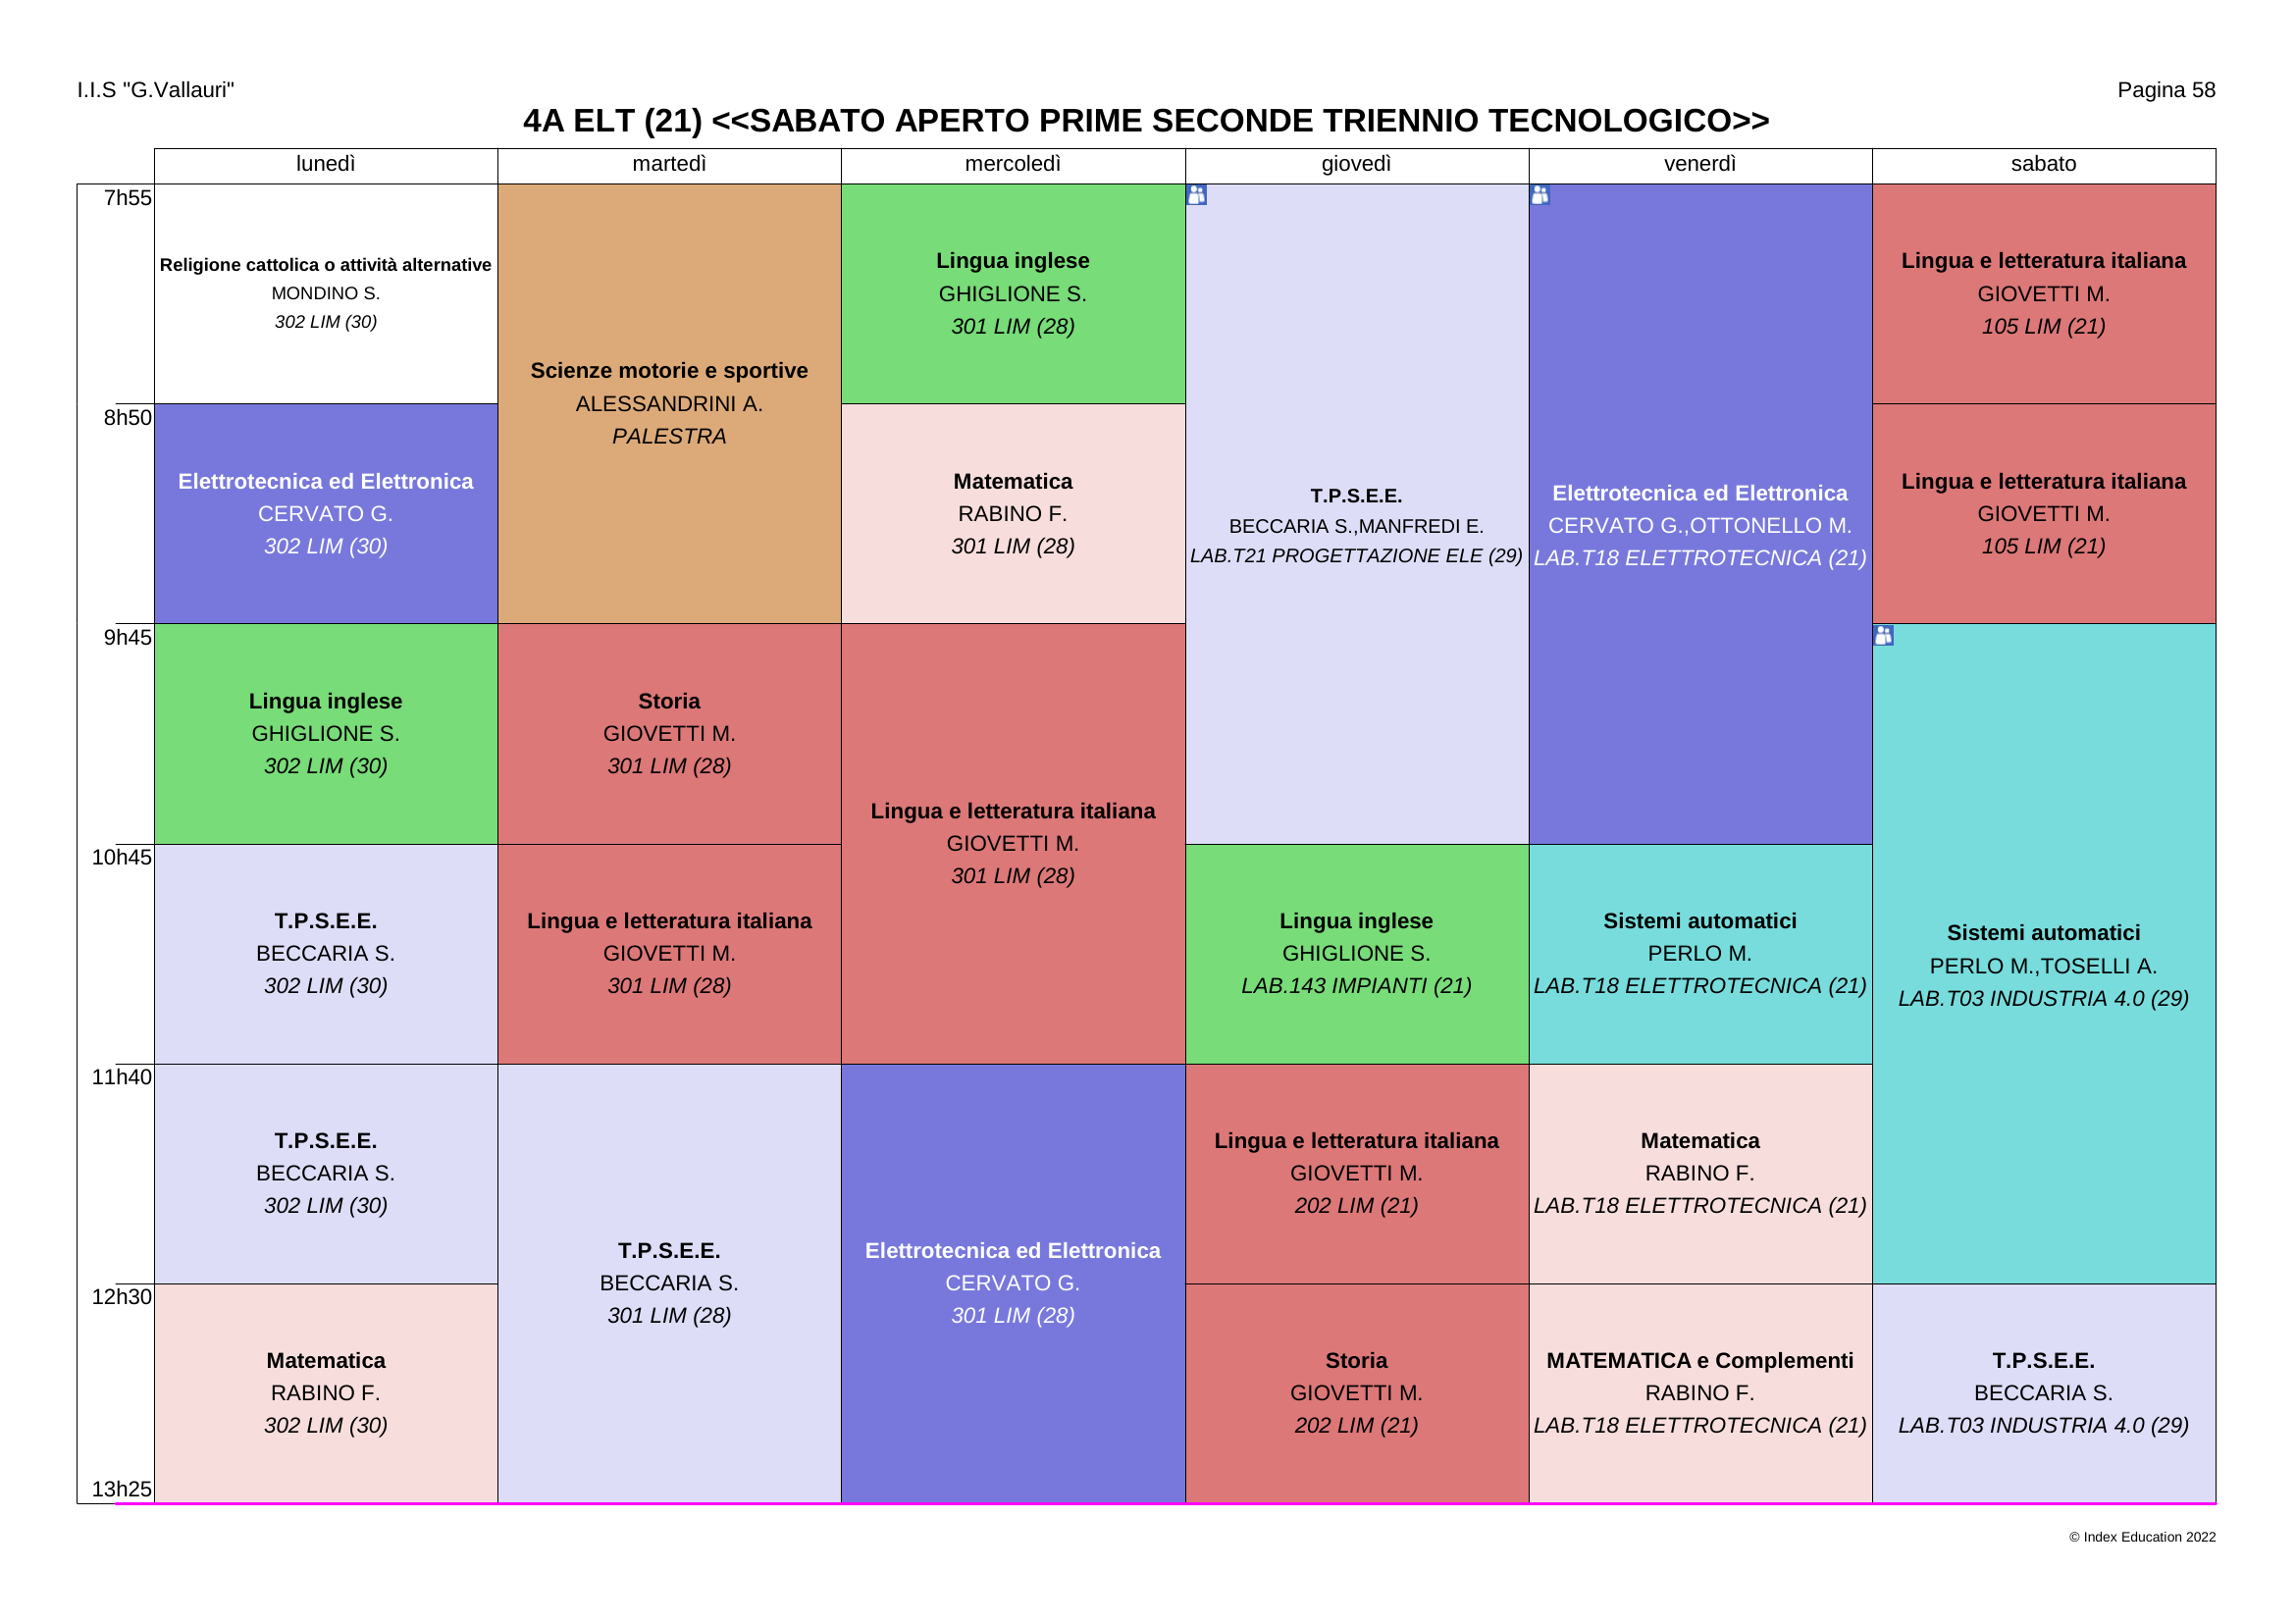 I.I.S "G.Vallauri"
Pagina 58
4A ELT (21) <<SABATO APERTO PRIME SECONDE TRIENNIO TECNOLOGICO>>
lunedì
martedì
mercoledì
giovedì
venerdì
sabato
7h55
8h50
9h45
10h45
11h40
12h30
13h25
Religione cattolica o attività alternative
MONDINO S.
302 LIM (30)
Elettrotecnica ed Elettronica
CERVATO G.
302 LIM (30)
Lingua inglese
GHIGLIONE S.
302 LIM (30)
T.P.S.E.E.
BECCARIA S.
302 LIM (30)
T.P.S.E.E.
BECCARIA S.
302 LIM (30)
Matematica
RABINO F.
302 LIM (30)
Scienze motorie e sportive
ALESSANDRINI A.
PALESTRA
Storia
GIOVETTI M.
301 LIM (28)
Lingua e letteratura italiana
GIOVETTI M.
301 LIM (28)
T.P.S.E.E.
BECCARIA S.
301 LIM (28)
Lingua inglese
GHIGLIONE S.
301 LIM (28)
Matematica
RABINO F.
301 LIM (28)
Lingua e letteratura italiana
GIOVETTI M.
301 LIM (28)
Elettrotecnica ed Elettronica
CERVATO G.
301 LIM (28)
T.P.S.E.E.
BECCARIA S.,MANFREDI E.
LAB.T21 PROGETTAZIONE ELE (29)
Lingua inglese
GHIGLIONE S.
LAB.143 IMPIANTI (21)
Lingua e letteratura italiana
GIOVETTI M.
202 LIM (21)
Storia
GIOVETTI M.
202 LIM (21)
Elettrotecnica ed Elettronica
CERVATO G.,OTTONELLO M.
LAB.T18 ELETTROTECNICA (21)
Sistemi automatici
PERLO M.
LAB.T18 ELETTROTECNICA (21)
Matematica
RABINO F.
LAB.T18 ELETTROTECNICA (21)
MATEMATICA e Complementi
RABINO F.
LAB.T18 ELETTROTECNICA (21)
Lingua e letteratura italiana
GIOVETTI M.
105 LIM (21)
Lingua e letteratura italiana
GIOVETTI M.
105 LIM (21)
Sistemi automatici
PERLO M.,TOSELLI A.
LAB.T03 INDUSTRIA 4.0 (29)
T.P.S.E.E.
BECCARIA S.
LAB.T03 INDUSTRIA 4.0 (29)
© Index Education 2022